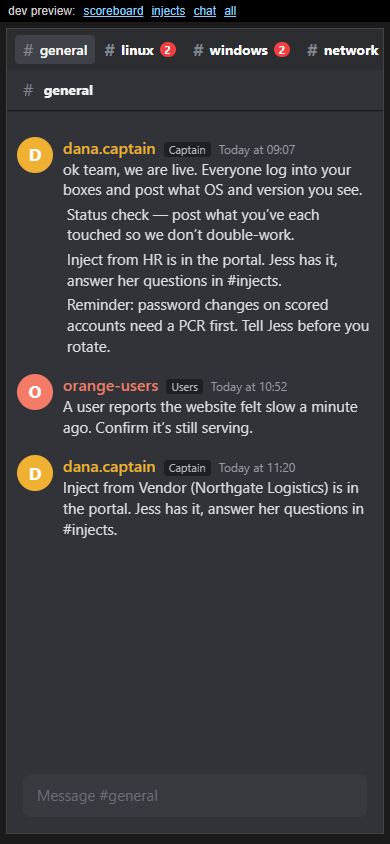 dev preview: scoreboard injects chat all
# general # linux 2 # windows 2 # network
# general
D dana.captain Captain Today at 09:07
ok team, we are live. Everyone log into your
boxes and post what OS and version you see.
Status check — post what you’ve each
touched so we don’t double-work.
Inject from HR is in the portal. Jess has it,
answer her questions in #injects.
Reminder: password changes on scored
accounts need a PCR first. Tell Jess before you
rotate.
O orange-users Users Today at 10:52
A user reports the website felt slow a minute
ago. Confirm it’s still serving.
D dana.captain Captain Today at 11:20
Inject from Vendor (Northgate Logistics) is in
the portal. Jess has it, answer her questions in
#injects.
Message #general